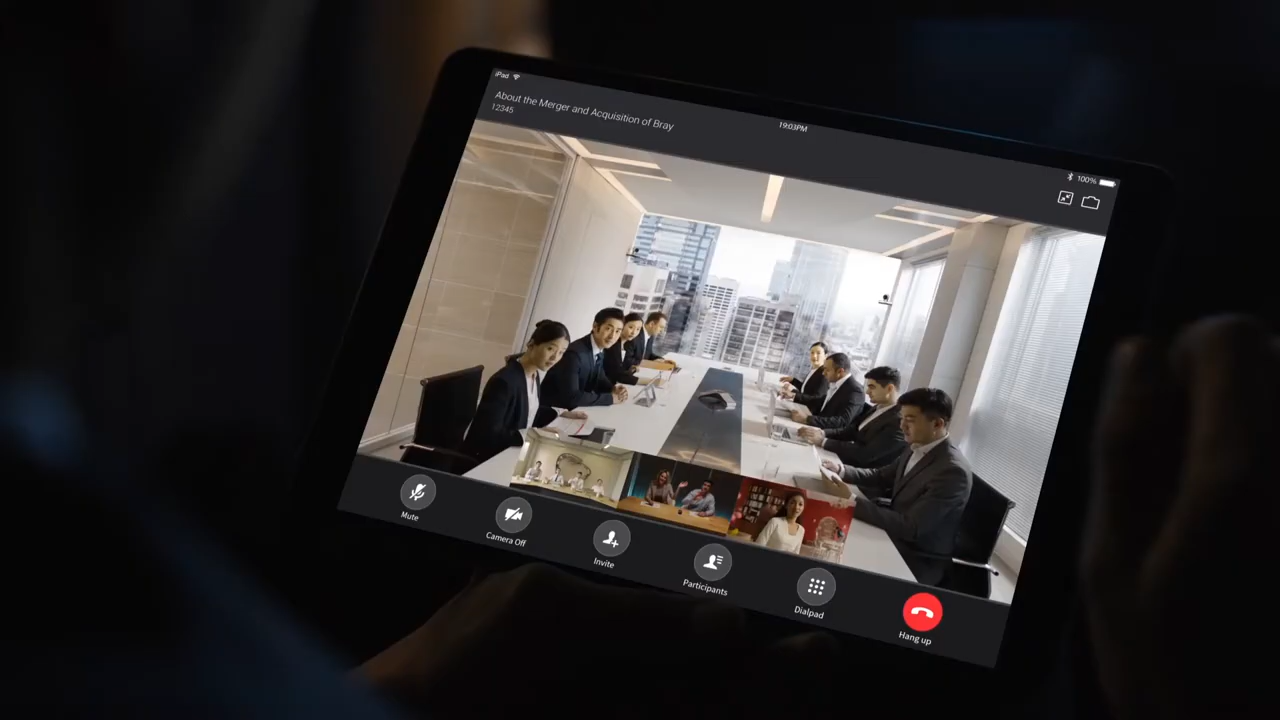 iPad
About the Merger and Acquisition of Bray
12345
19:03PM
100%
Mute
Camera Off
Invite
Participants
Dialpad
Hang up